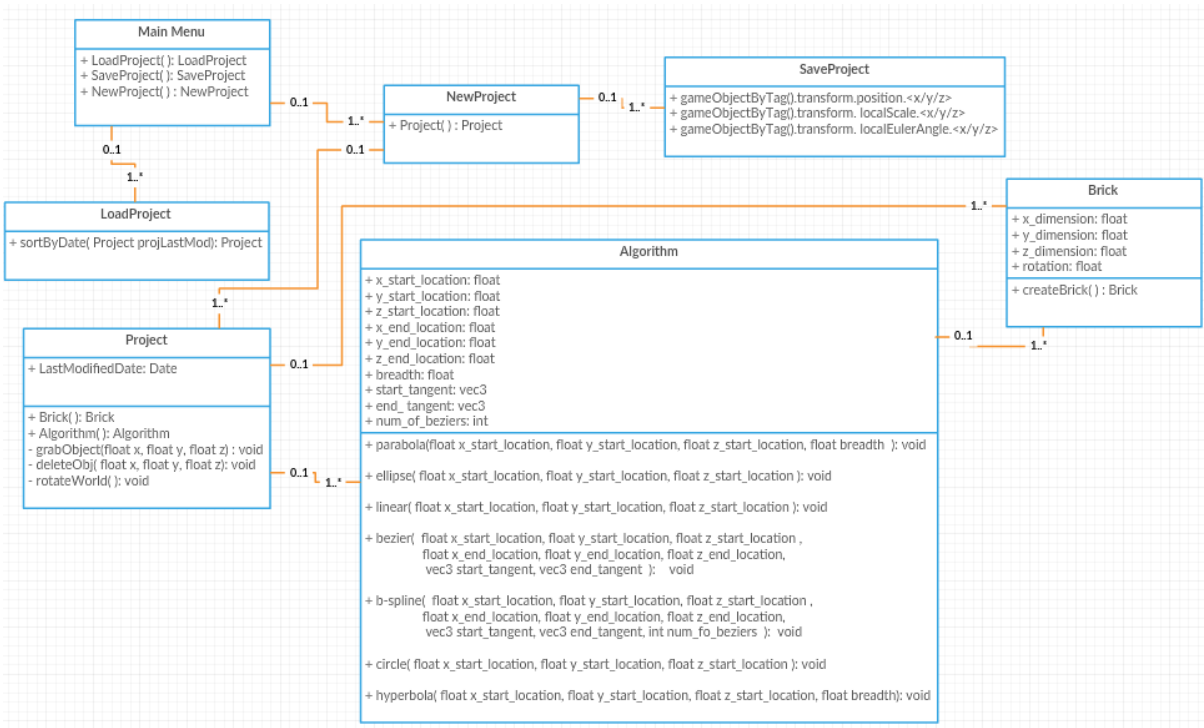 Main Menu
+ LoadProject( ): LoadProject
+ SaveProject( ): SaveProject
+ NewProject( ) : NewProject
0..1
1..*
0..1
1..*
NewProject
+ Project( ) : Project
0..1
1..*
0..1
1..*
SaveProject
+ gameObjectByTag().transform.position.<x/y/z>
+ gameObjectByTag().transform. localScale.<x/y/z>
+ gameObjectByTag().transform. localEulerAngle.<x/y/z>
LoadProject
+ sortByDate( Project projLastMod): Project
Project
+ LastModifiedDate: Date
+ Brick( ): Brick
+ Algorithm( ): Algorithm
- grabObject(float x, float y, float z) : void
- deleteObj( float x, float y, float z): void
- rotateWorld( ): void
0..1
1..*
0..1
1..*
Algorithm
+ x_start_location: float
+ y_start_location: float
+ z_start_location: float
+ x_end_location: float
+ y_end_location: float
+ z_end_location: float
+ breadth: float
+ start_tangent: vec3
+ end_ tangent: vec3
+ num_of_beziers: int
+ parabola(float x_start_location, float y_start_location, float z_start_location, float breadth ): void
+ ellipse( float x_start_location, float y_start_location, float z_start_location ): void
+ linear( float x_start_location, float y_start_location, float z_start_location ): void
+ bezier( float x_start_location, float y_start_location, float z_start_location ,
float x_end_location, float y_end_location, float z_end_location,
vec3 start_tangent, vec3 end_tangent ): void
+ b-spline( float x_start_location, float y_start_location, float z_start_location ,
float x_end_location, float y_end_location, float z_end_location,
vec3 start_tangent, vec3 end_tangent, int num_fo_beziers ): void
+ circle( float x_start_location, float y_start_location, float z_start_location ): void
+ hyperbola( float x_start_location, float y_start_location, float z_start_location, float breadth): void
Brick
+ x_dimension: float
+ y_dimension: float
+ z_dimension: float
+ rotation: float
+ createBrick( ) : Brick
0..1
1..*